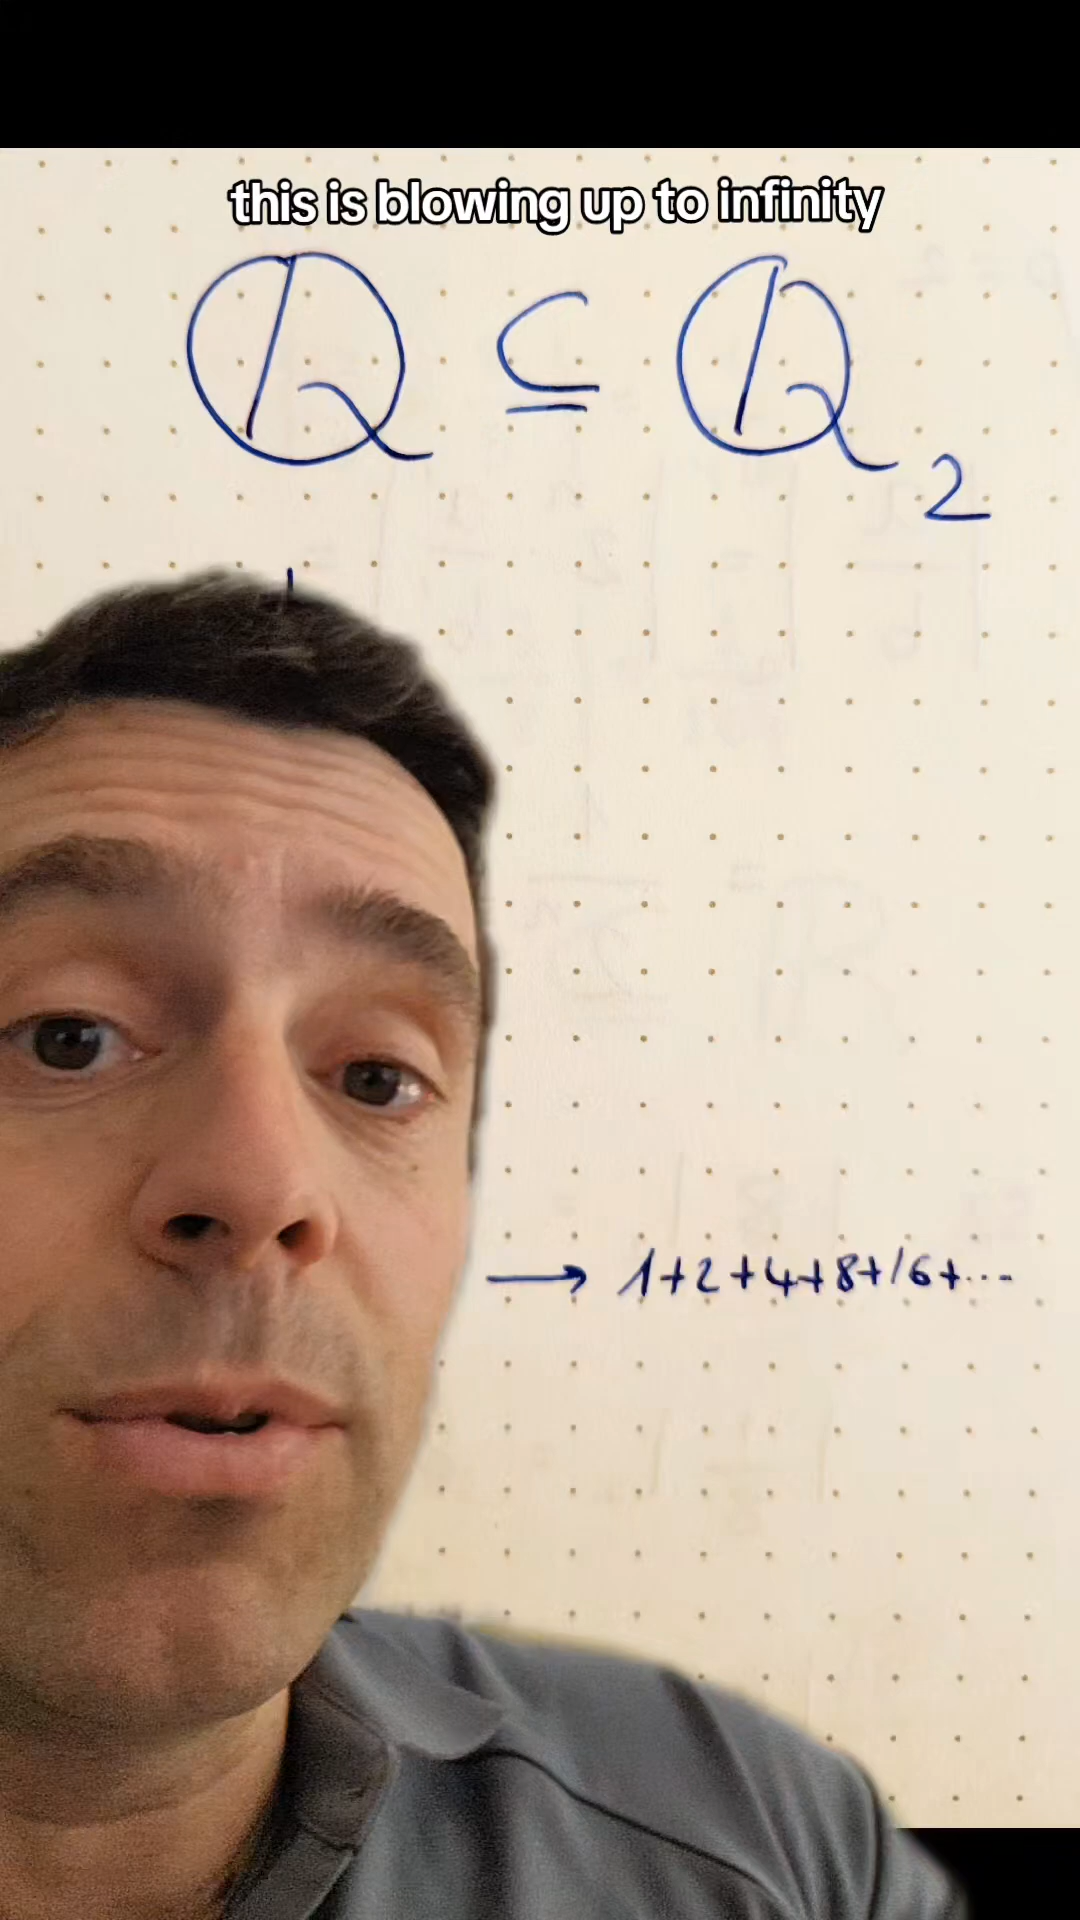 this is blowing up to infinity
ℚ ⊆ ℚ₂
→ 1+2+4+8+16+...